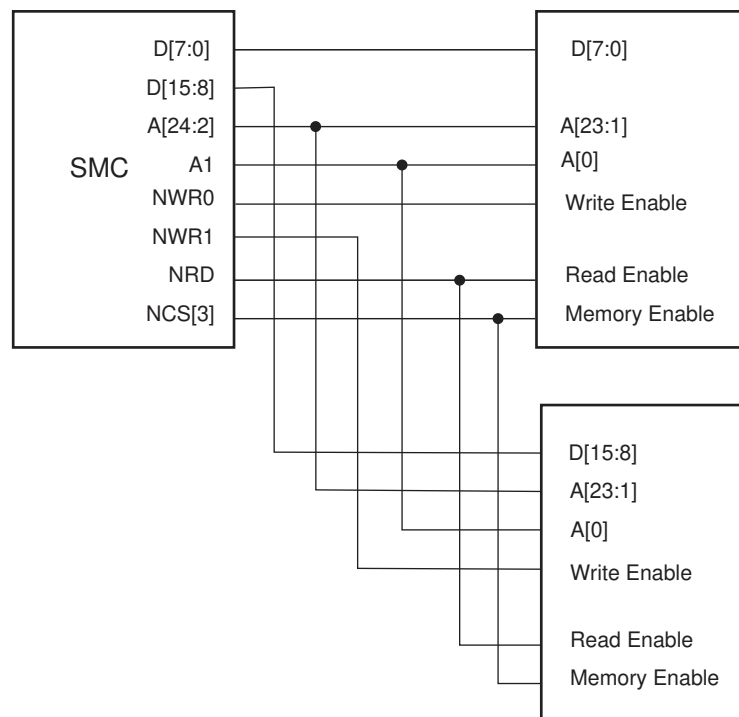 D[7:0]
D[15:8]
A[24:2]
SMC
A1
NWR0
NWR1
NRD
NCS[3]
D[7:0]
A[23:1]
A[0]
Write Enable
Read Enable
Memory Enable
D[15:8]
A[23:1]
A[0]
Write Enable
Read Enable
Memory Enable